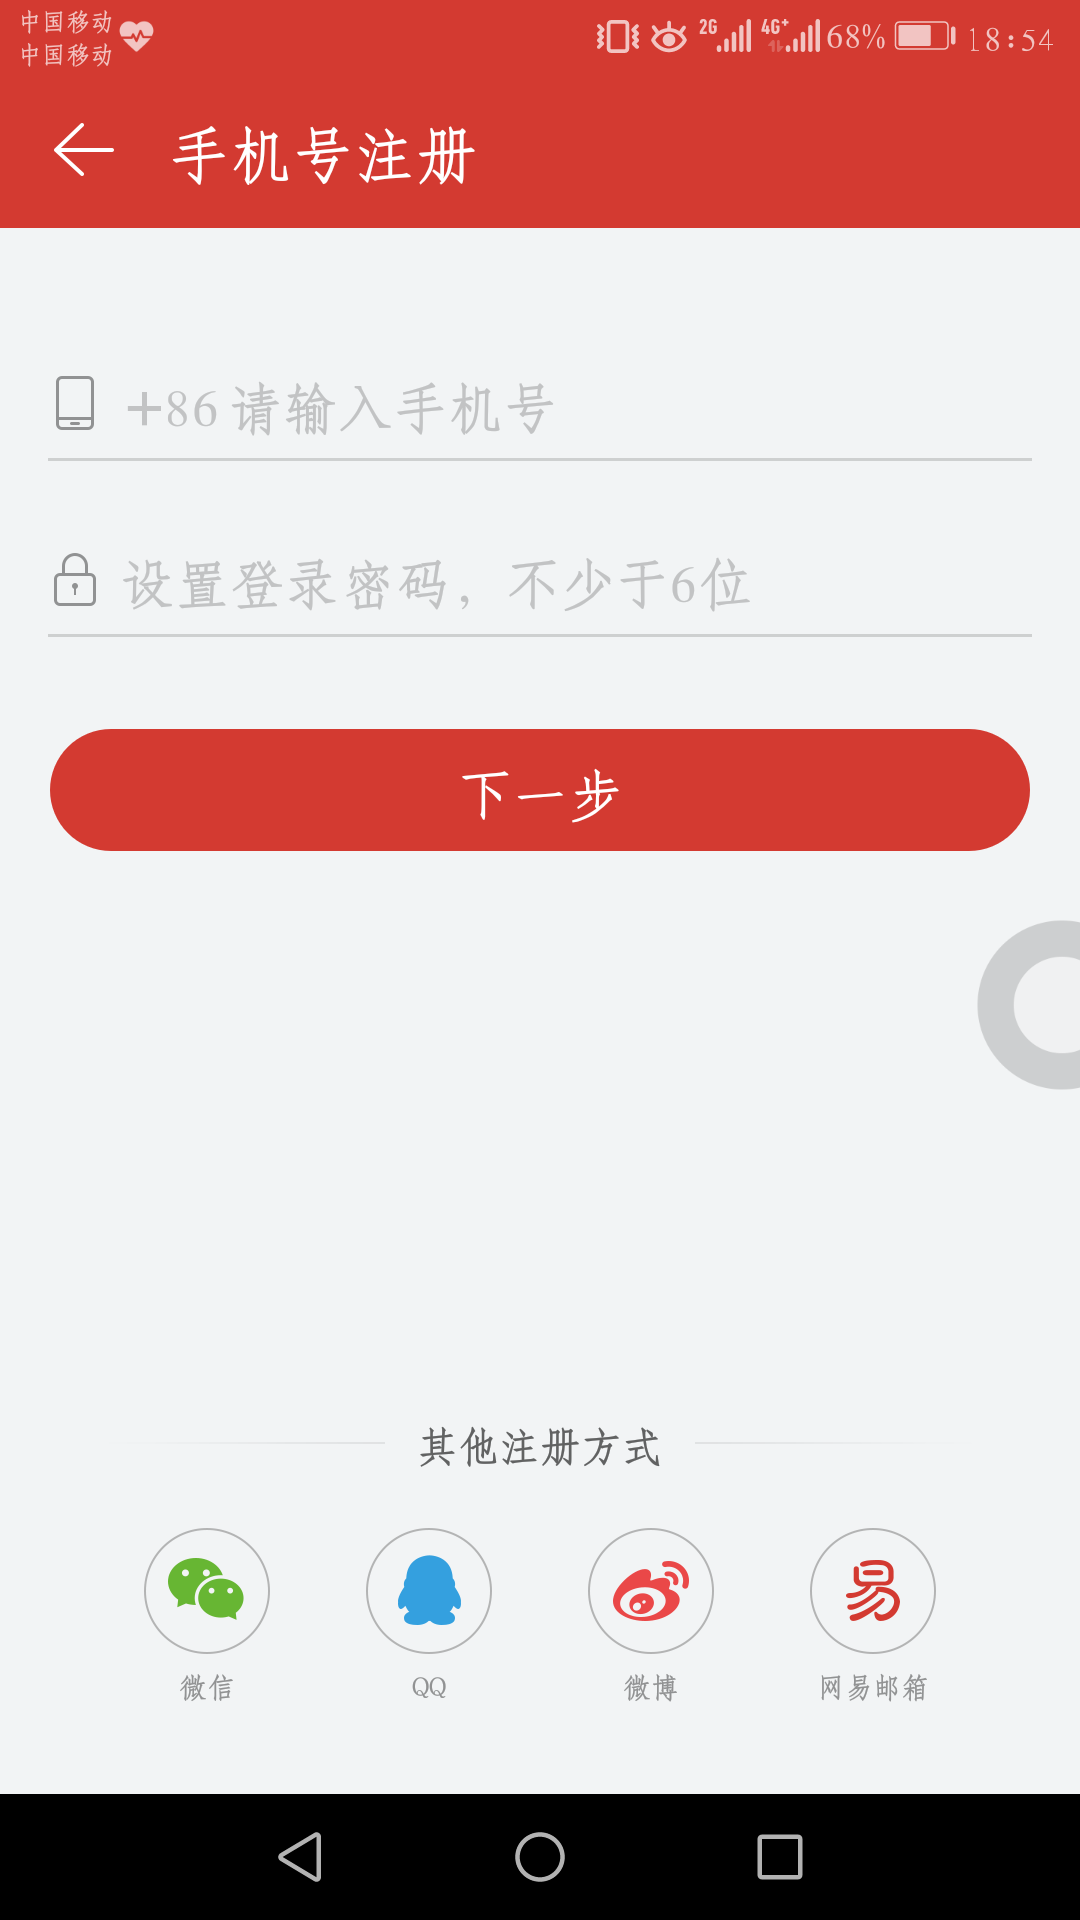 中国移动
中国移动
2G 4G+ 68% 18:54
手机号注册
+86 请输入手机号
设置登录密码，不少于6位
下一步
其他注册方式
易
微信 QQ 微博 网易邮箱